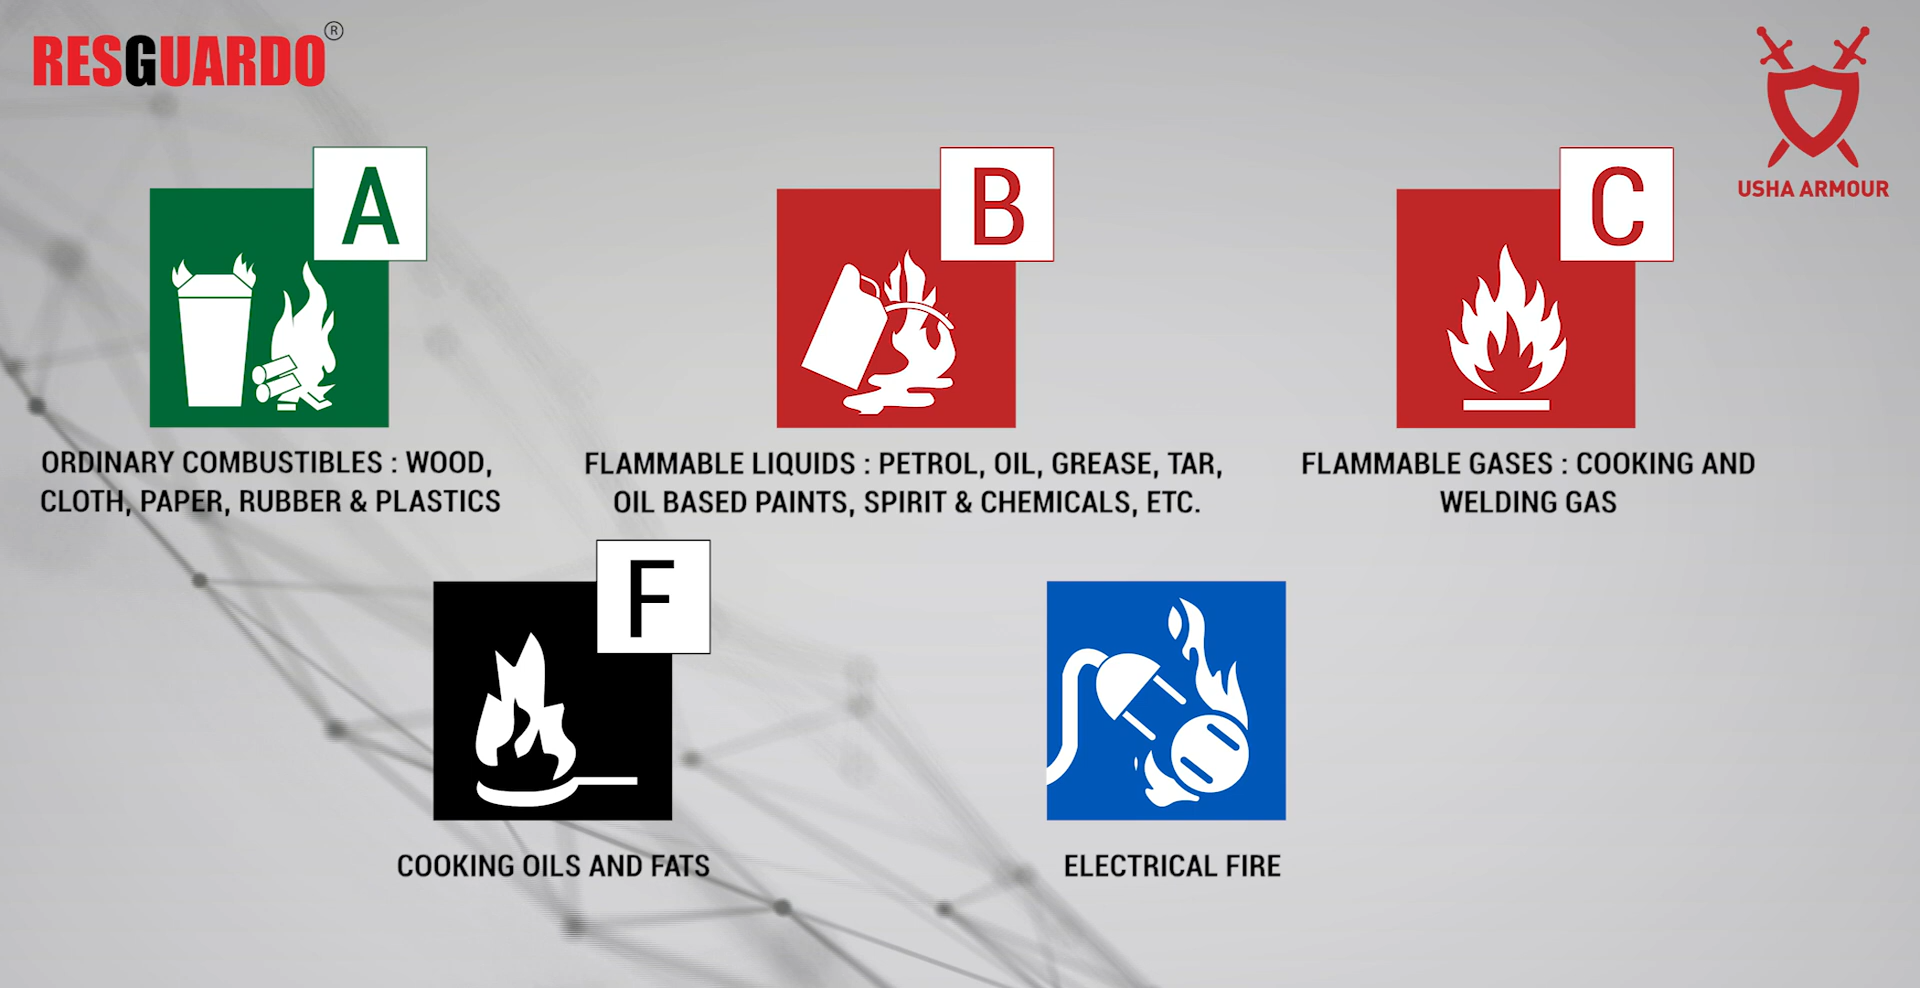 RESGUARDO®
USHA ARMOUR
A
ORDINARY COMBUSTIBLES : WOOD,
CLOTH, PAPER, RUBBER & PLASTICS
B
FLAMMABLE LIQUIDS : PETROL, OIL, GREASE, TAR,
OIL BASED PAINTS, SPIRIT & CHEMICALS, ETC.
C
FLAMMABLE GASES : COOKING AND
WELDING GAS
F
COOKING OILS AND FATS
ELECTRICAL FIRE